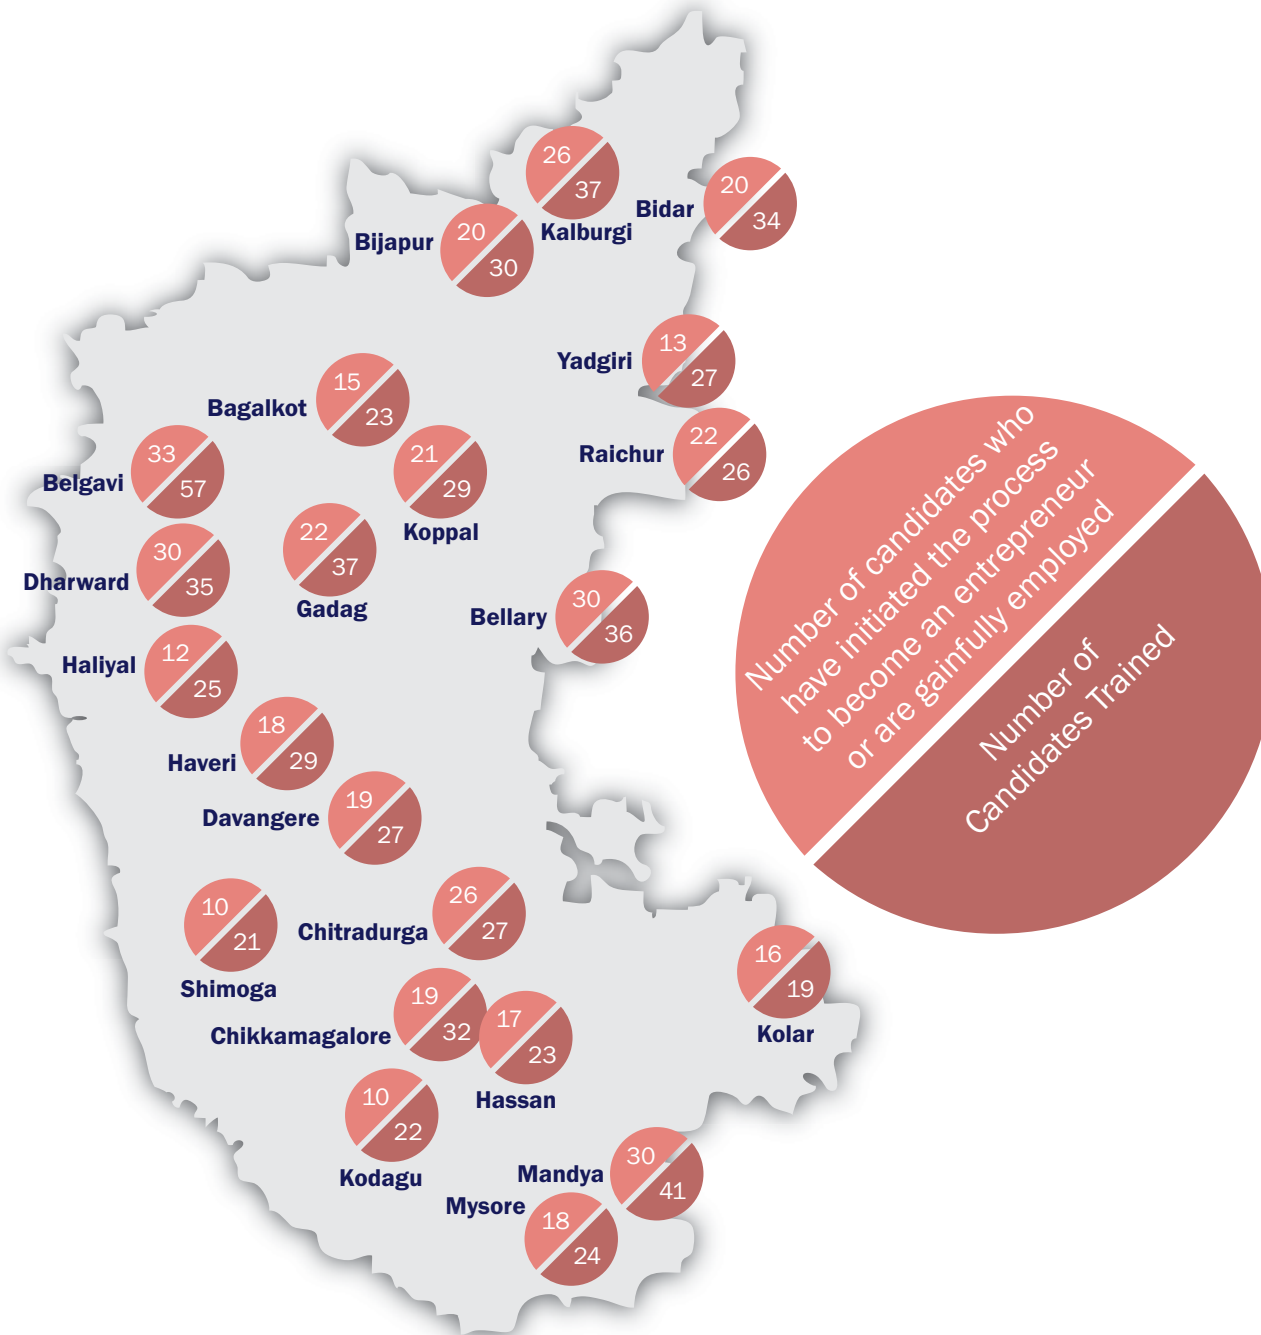 26
37
Kalburgi
Bidar
20
34
Bijapur
20
30
Yadgiri
13
27
Bagalkot
15
23
Raichur
22
26
Belgavi
33
57
21
29
Koppal
22
37
Gadag
Dharward
30
35
Bellary
30
36
Haliyal
12
25
Haveri
18
29
Davangere
19
27
10
21
Shimoga
Chitradurga
26
27
16
19
Kolar
Chikkamagalore
19
32
17
23
Hassan
10
22
Kodagu
Mandya
30
41
Mysore
18
24
Number of candidates who
have initiated the process
to become an entrepreneur
or are gainfully employed
Number of
Candidates Trained